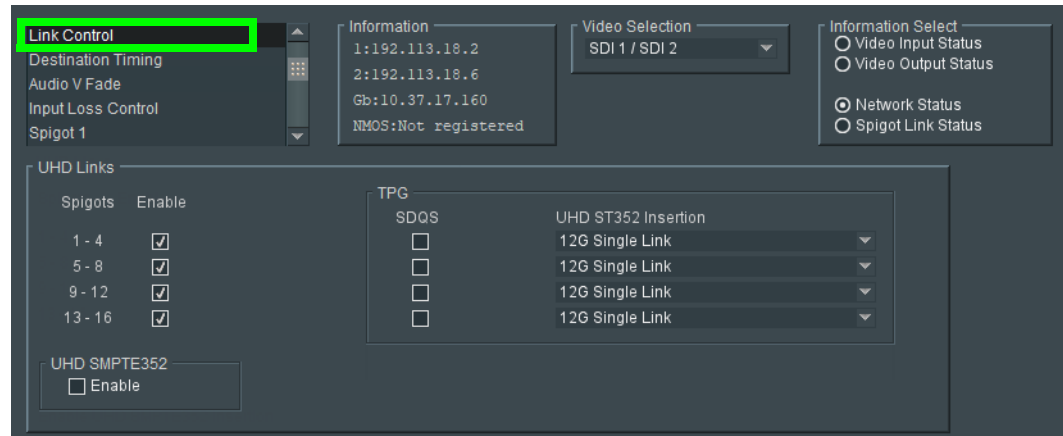 Link Control
Destination Timing
Audio V Fade
Input Loss Control
Spigot 1
Information
1:192.113.18.2
2:192.113.18.6
Gb:10.37.17.160
NMOS:Not registered
Video Selection
SDI 1 / SDI 2
Information Select
Video Input Status
Video Output Status
Network Status
Spigot Link Status
UHD Links
Spigots Enable
1 - 4
5 - 8
9 - 12
13 - 16
TPG
SDQS UHD ST352 Insertion
12G Single Link
12G Single Link
12G Single Link
12G Single Link
UHD SMPTE352
Enable